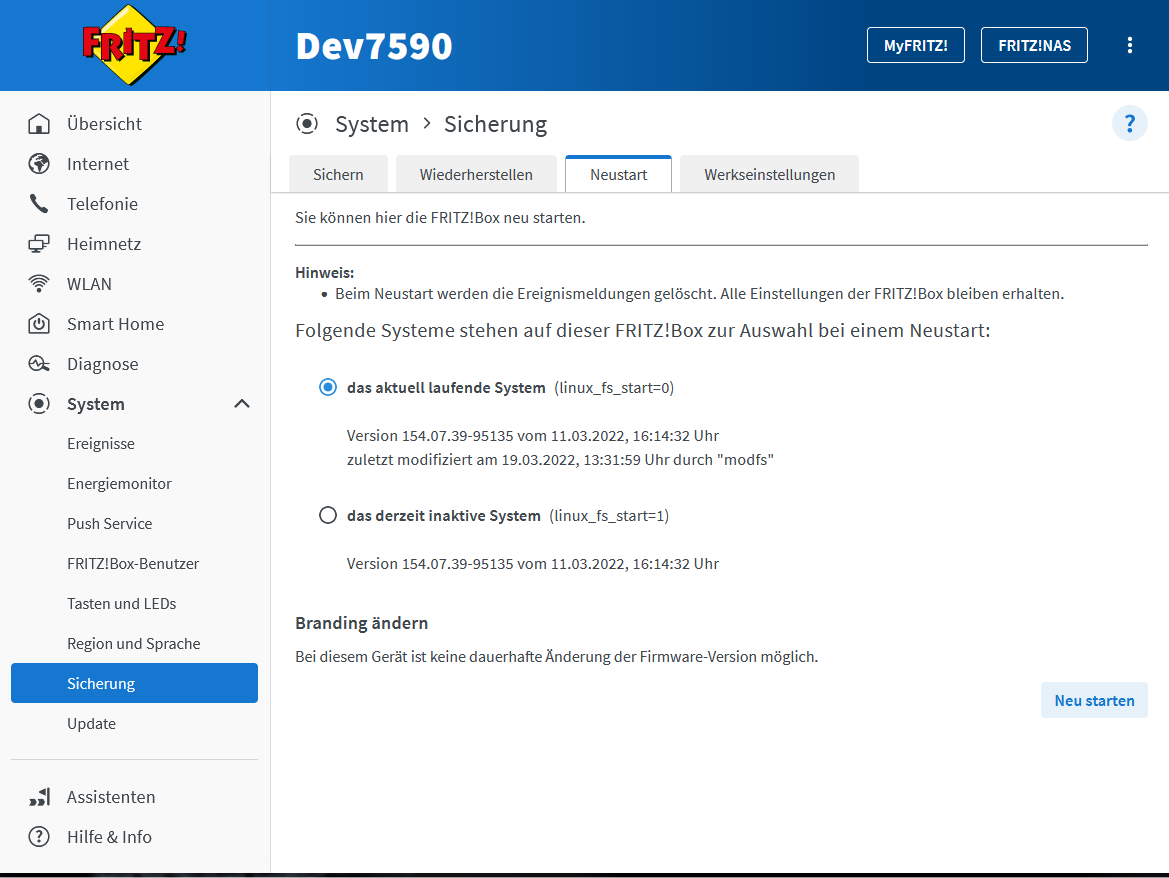 FRITZ!
Dev7590
MyFRITZ!
FRITZ!NAS
Übersicht
Internet
Telefonie
Heimnetz
WLAN
Smart Home
Diagnose
System
Ereignisse
Energiemonitor
Push Service
FRITZ!Box-Benutzer
Tasten und LEDs
Region und Sprache
Sicherung
Update
Assistenten
Hilfe & Info
System > Sicherung
?
Sichern
Wiederherstellen
Neustart
Werkseinstellungen
Sie können hier die FRITZ!Box neu starten.
Hinweis:
• Beim Neustart werden die Ereignismeldungen gelöscht. Alle Einstellungen der FRITZ!Box bleiben erhalten.
Folgende Systeme stehen auf dieser FRITZ!Box zur Auswahl bei einem Neustart:
das aktuell laufende System (linux_fs_start=0)
Version 154.07.39-95135 vom 11.03.2022, 16:14:32 Uhr
zuletzt modifiziert am 19.03.2022, 13:31:59 Uhr durch "modfs"
das derzeit inaktive System (linux_fs_start=1)
Version 154.07.39-95135 vom 11.03.2022, 16:14:32 Uhr
Branding ändern
Bei diesem Gerät ist keine dauerhafte Änderung der Firmware-Version möglich.
Neu starten